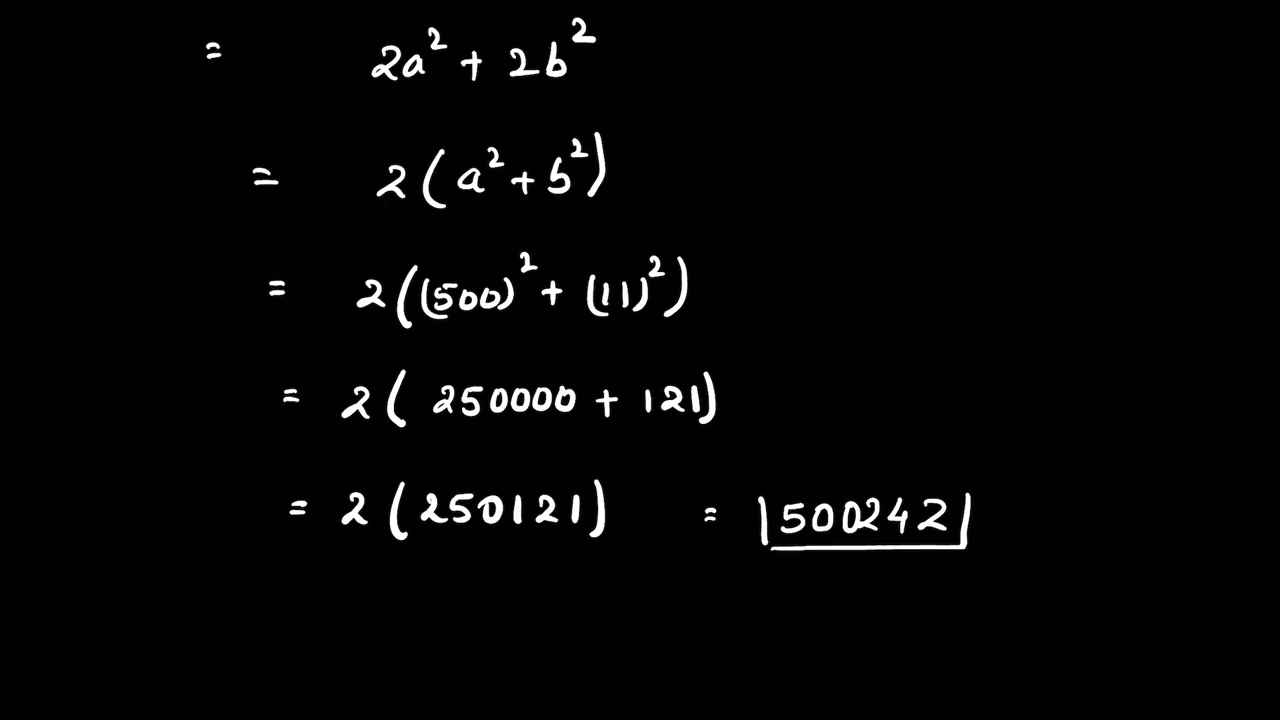 = 2a² + 2b²
= 2(a² + b²)
= 2((500)² + (11)²)
= 2( 250000 + 121)
= 2(250121) = |500242|